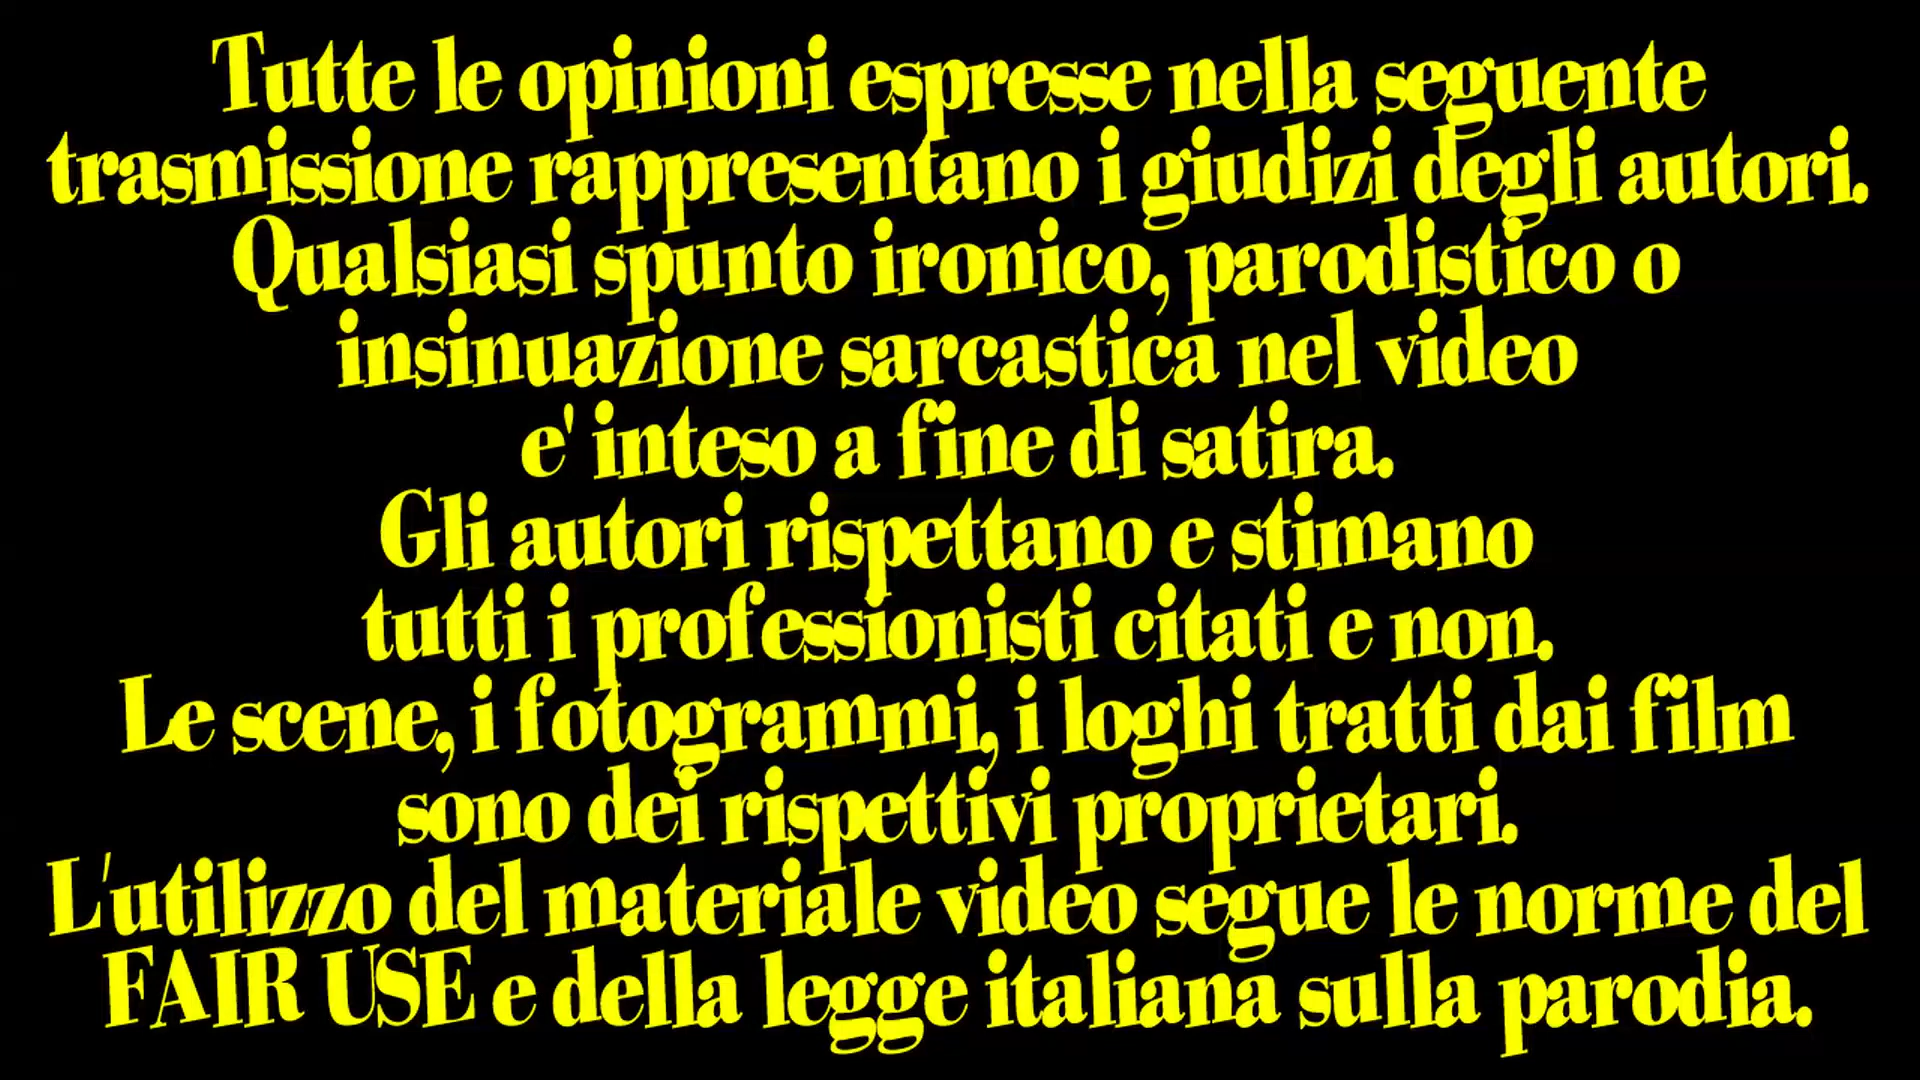 Tutte le opinioni espresse nella seguente
trasmissione rappresentano i giudizi degli autori.
Qualsiasi spunto ironico, parodistico o
insinuazione sarcastica nel video
e' inteso a fine di satira.
Gli autori rispettano e stimano
tutti i professionisti citati e non.
Le scene, i fotogrammi, i loghi tratti dai film
sono dei rispettivi proprietari.
L'utilizzo del materiale video segue le norme del
FAIR USE e della legge italiana sulla parodia.